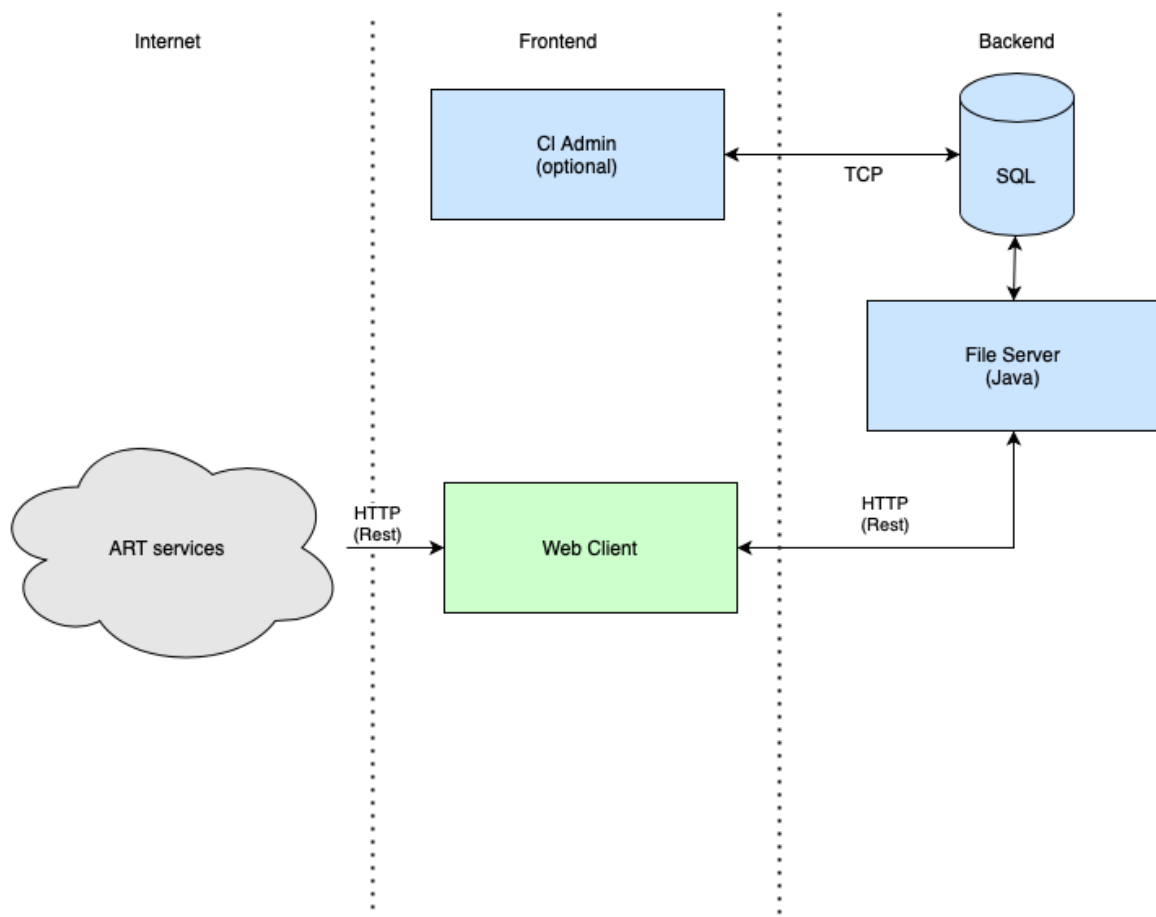 Internet
Frontend
Backend
CI Admin
(optional)
TCP
SQL
File Server
(Java)
HTTP
(Rest)
HTTP
(Rest)
ART services
Web Client